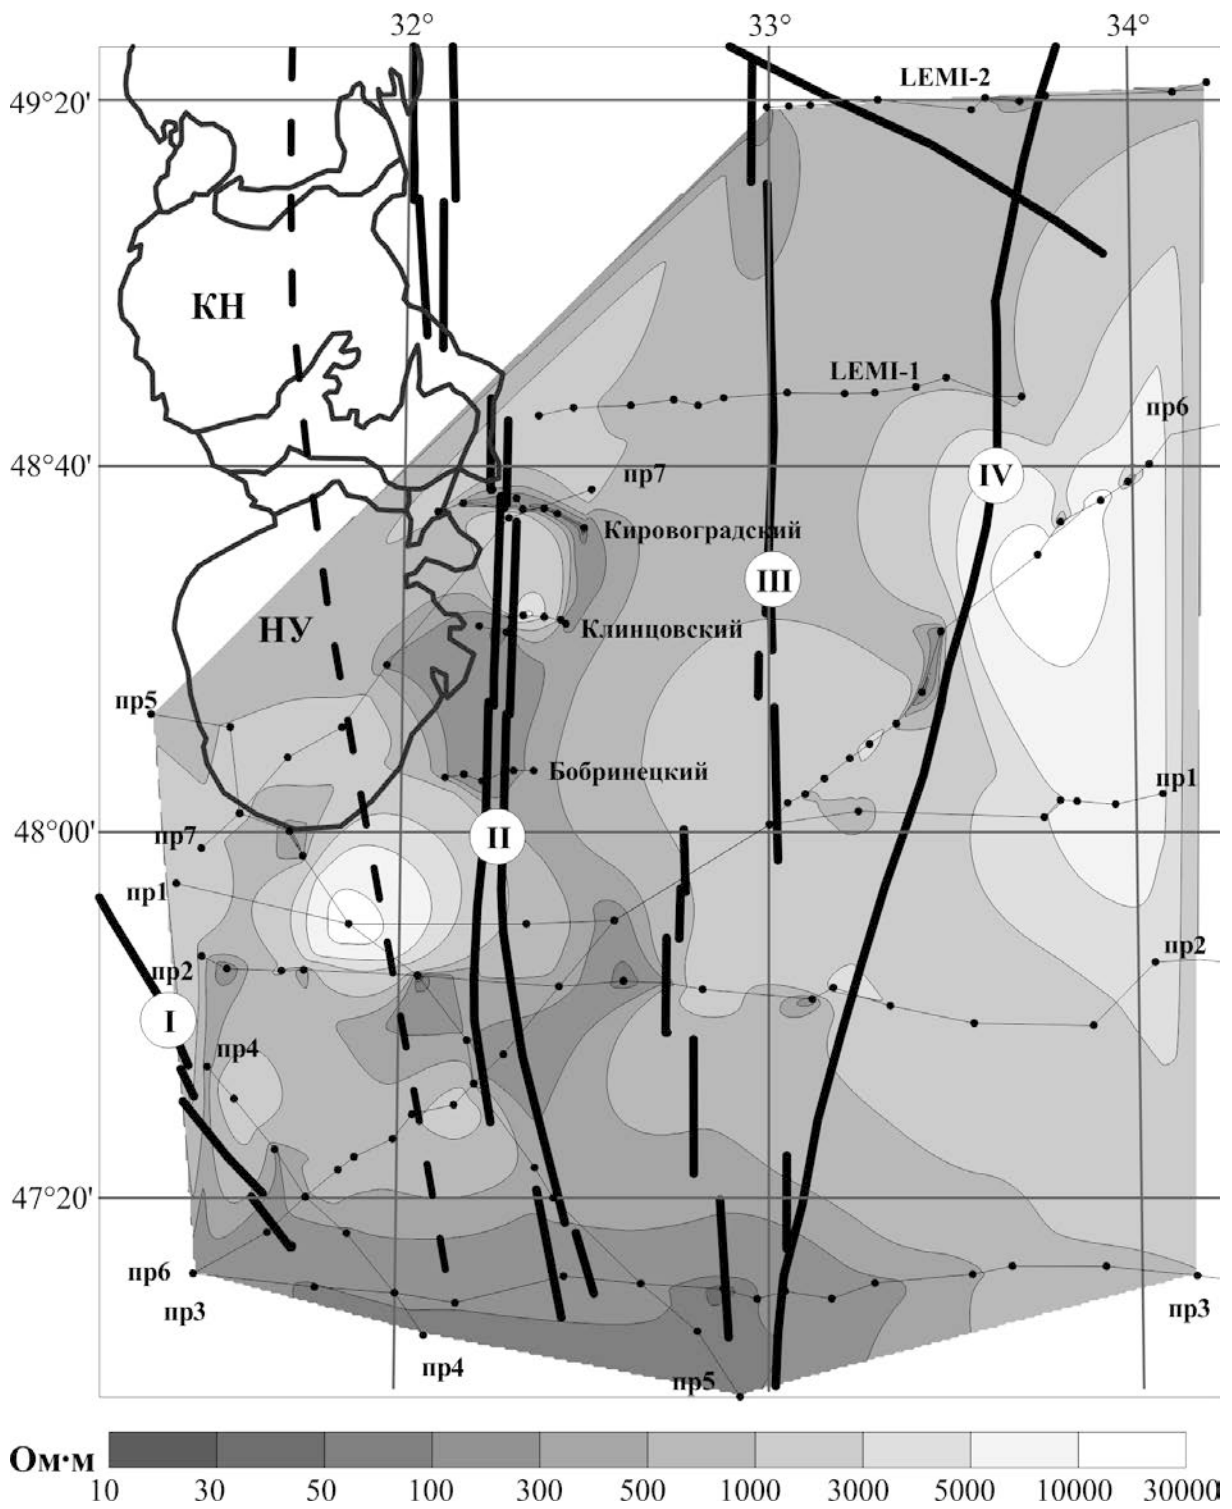 32° 33° 34°
LEMI-2
49°20'
КН
LEMI-1
пр6
48°40'
IV
пр7
Кировоградский
III
НУ
Клинцовский
пр5
Бобринецкий
пр1
48°00'
пр7
II
пр1
пр2
пр2
I
пр4
47°20'
пр6
пр3
пр3
пр4
пр5
Ом·м
10 30 50 100 300 500 1000 3000 5000 10000 30000